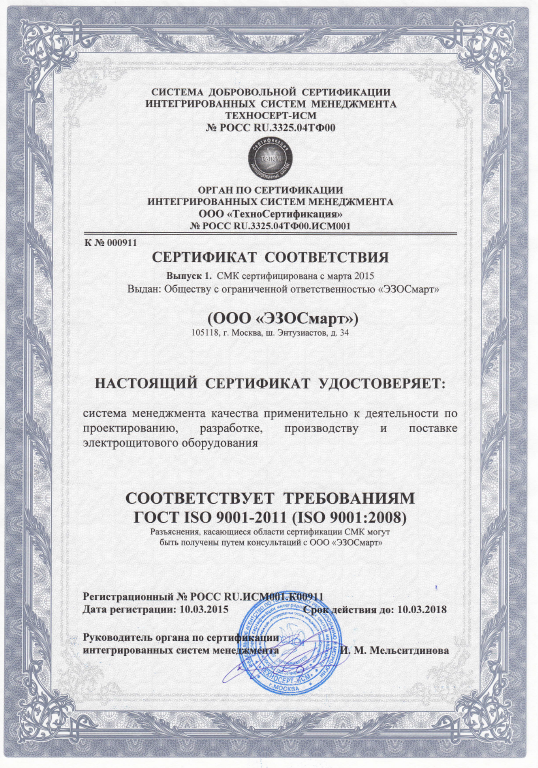 СИСТЕМА ДОБРОВОЛЬНОЙ СЕРТИФИКАЦИИ
ИНТЕГРИРОВАННЫХ СИСТЕМ МЕНЕДЖМЕНТА
ТЕХНОСЕРТ-ИСМ
№ РОСС RU.3325.04ТФ00
ОРГАН ПО СЕРТИФИКАЦИИ
ИНТЕГРИРОВАННЫХ СИСТЕМ МЕНЕДЖМЕНТА
ООО «ТехноСертификация»
№ РОСС RU.3325.04ТФ00.ИСМ001
К № 000911
СЕРТИФИКАТ СООТВЕТСТВИЯ
Выпуск 1. СМК сертифицирована с марта 2015
Выдан: Обществу с ограниченной ответственностью «ЭЗОСмарт»
(ООО «ЭЗОСмарт»)
105118, г. Москва, ш. Энтузиастов, д. 34
НАСТОЯЩИЙ СЕРТИФИКАТ УДОСТОВЕРЯЕТ:
система менеджмента качества применительно к деятельности по
проектированию, разработке, производству и поставке
электрощитового оборудования
СООТВЕТСТВУЕТ ТРЕБОВАНИЯМ
ГОСТ ISO 9001-2011 (ISO 9001:2008)
Разъяснения, касающиеся области сертификации СМК могут
быть получены путем консультаций с ООО «ЭЗОСмарт»
Регистрационный № РОСС RU.ИСМ001.К00911
Дата регистрации: 10.03.2015 Срок действия до: 10.03.2018
Руководитель органа по сертификации
интегрированных систем менеджмента И. М. Мельситдинова
«ТЕХНОСЕРТ-ИСМ»
г. МОСКВА